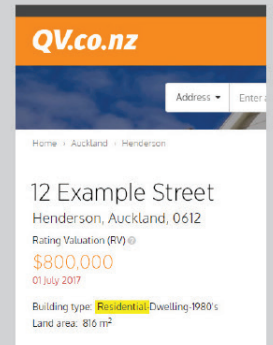 QV.co.nz
Address Enter
Home > Auckland > Henderson
12 Example Street
Henderson, Auckland, 0612
Rating Valuation (RV)
$800,000
01 July 2017
Building type: Residential-Dwelling-1980's
Land area: 816 m²